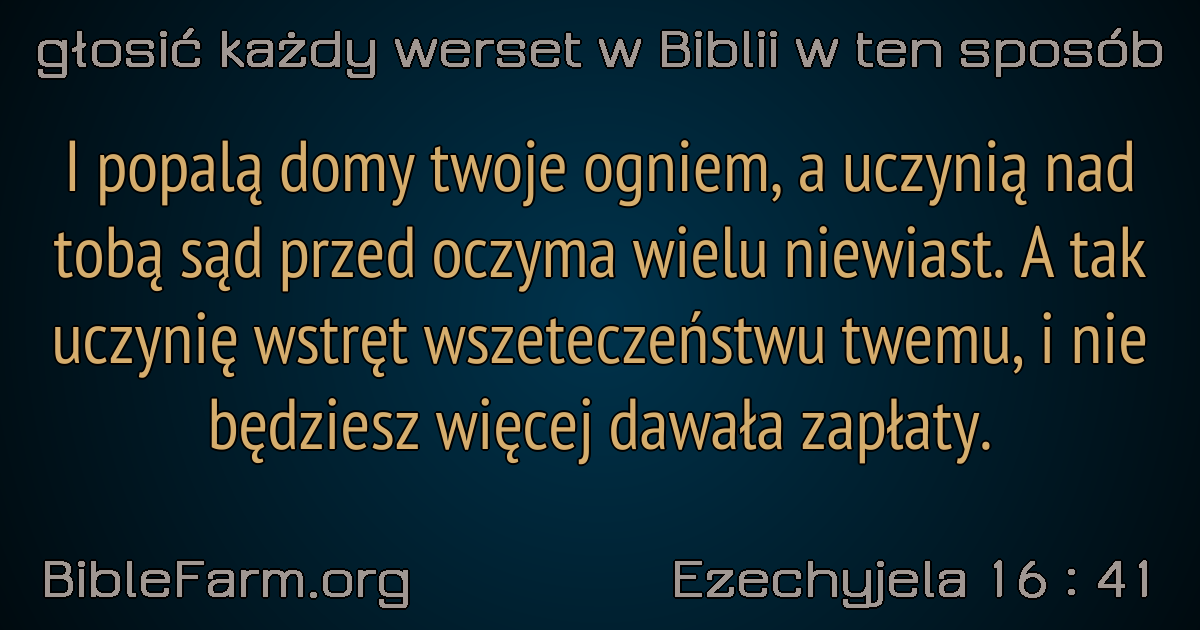 głosić każdy werset w Biblii w ten sposób
I popalą domy twoje ogniem, a uczynią nad
tobą sąd przed oczyma wielu niewiast. A tak
uczynię wstręt wszeteczeństwu twemu, i nie
będziesz więcej dawała zapłaty.
BibleFarm.org
Ezechyjela 16 : 41